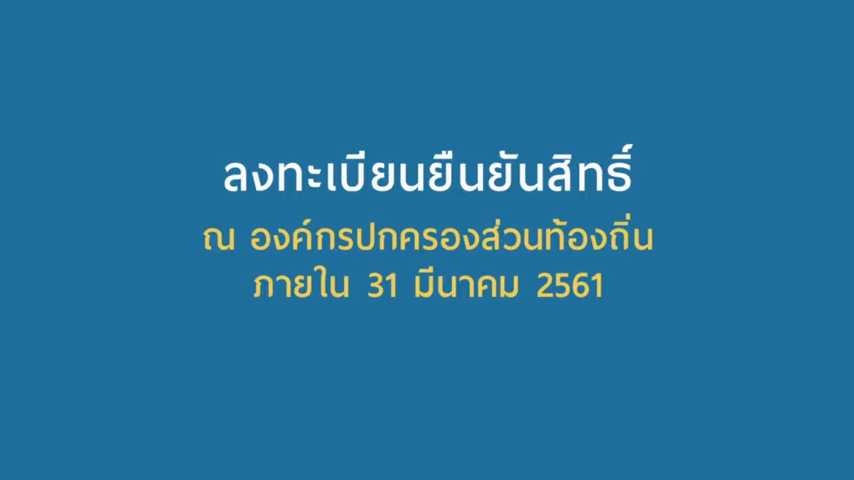 ลงทะเบียนยืนยันสิทธิ์
ณ องค์กรปกครองส่วนท้องถิ่น
ภายใน 31 มีนาคม 2561